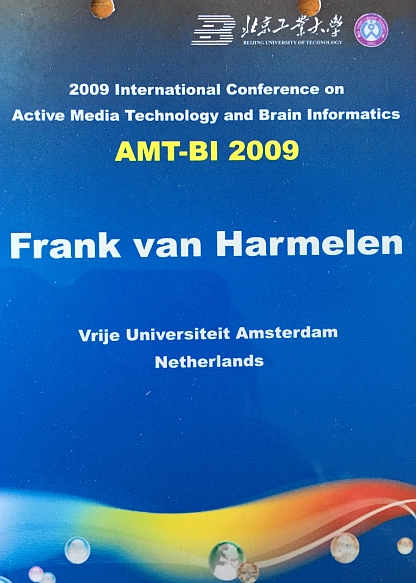 北京工业大学
BEIJING UNIVERSITY OF TECHNOLOGY
2009 International Conference on
Active Media Technology and Brain Informatics
AMT-BI 2009
Frank van Harmelen
Vrije Universiteit Amsterdam
Netherlands